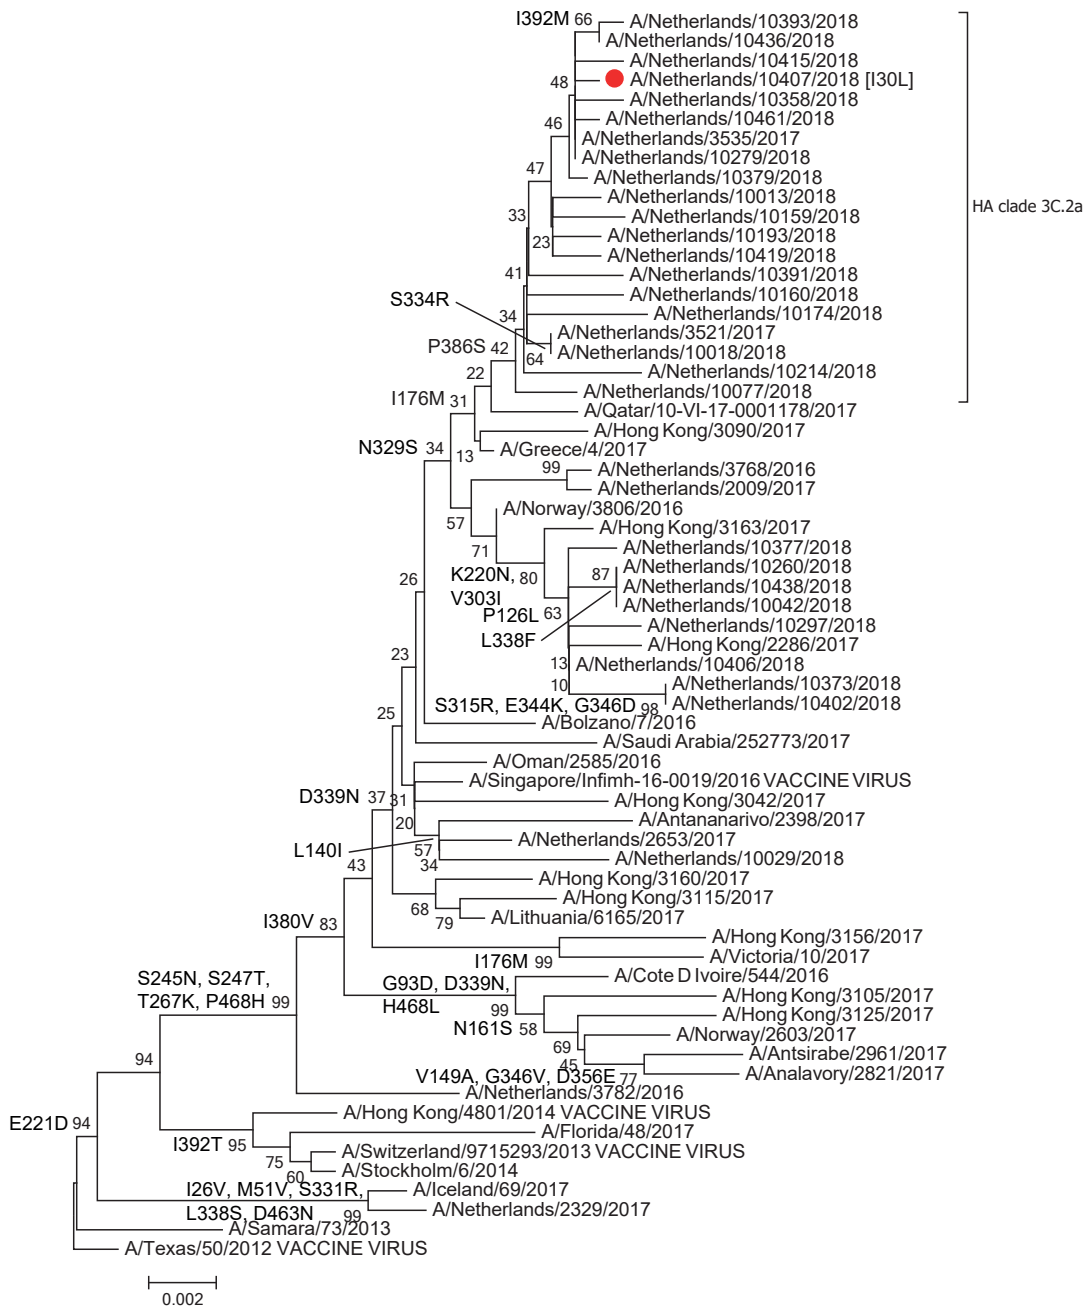 I392M 66 A/Netherlands/10393/2018
A/Netherlands/10436/2018
A/Netherlands/10415/2018
48 A/Netherlands/10407/2018 [I30L]
A/Netherlands/10358/2018
A/Netherlands/10461/2018
46 A/Netherlands/3535/2017
A/Netherlands/10279/2018
47 A/Netherlands/10379/2018
A/Netherlands/10013/2018
HA clade 3C.2a
33 A/Netherlands/10159/2018
23 A/Netherlands/10193/2018
A/Netherlands/10419/2018
41 A/Netherlands/10391/2018
S334R A/Netherlands/10160/2018
34 A/Netherlands/10174/2018
A/Netherlands/3521/2017
P386S 42 64 A/Netherlands/10018/2018
22 A/Netherlands/10214/2018
I176M 31 A/Netherlands/10077/2018
A/Qatar/10-VI-17-0001178/2017
A/Hong Kong/3090/2017
N329S 34 13 A/Greece/4/2017
99 A/Netherlands/3768/2016
A/Netherlands/2009/2017
57 A/Norway/3806/2016
A/Hong Kong/3163/2017
71 A/Netherlands/10377/2018
A/Netherlands/10260/2018
26 K220N, 80 87 A/Netherlands/10438/2018
V303I A/Netherlands/10042/2018
P126L 63 A/Netherlands/10297/2018
L338F A/Hong Kong/2286/2017
23 13 A/Netherlands/10406/2018
10 A/Netherlands/10373/2018
S315R, E344K, G346D 98 A/Netherlands/10402/2018
25 A/Bolzano/7/2016
A/Saudi Arabia/252773/2017
A/Oman/2585/2016
A/Singapore/Infimh-16-0019/2016 VACCINE VIRUS
D339N 37 31 A/Hong Kong/3042/2017
20 A/Antananarivo/2398/2017
L140I 57 A/Netherlands/2653/2017
43 34 A/Netherlands/10029/2018
A/Hong Kong/3160/2017
68 A/Hong Kong/3115/2017
I380V 83 79 A/Lithuania/6165/2017
A/Hong Kong/3156/2017
I176M 99 A/Victoria/10/2017
S245N, S247T, G93D, D339N, A/Cote D Ivoire/544/2016
T267K, P468H 99 H468L 99 A/Hong Kong/3105/2017
N161S 58 A/Hong Kong/3125/2017
69 A/Norway/2603/2017
94 45 A/Antsirabe/2961/2017
V149A, G346V, D356E 77 A/Analavory/2821/2017
A/Netherlands/3782/2016
E221D 94 A/Hong Kong/4801/2014 VACCINE VIRUS
I392T 95 A/Florida/48/2017
75 A/Switzerland/9715293/2013 VACCINE VIRUS
60 A/Stockholm/6/2014
I26V, M51V, S331R, A/Iceland/69/2017
L338S, D463N 99 A/Netherlands/2329/2017
A/Samara/73/2013
A/Texas/50/2012 VACCINE VIRUS
0.002